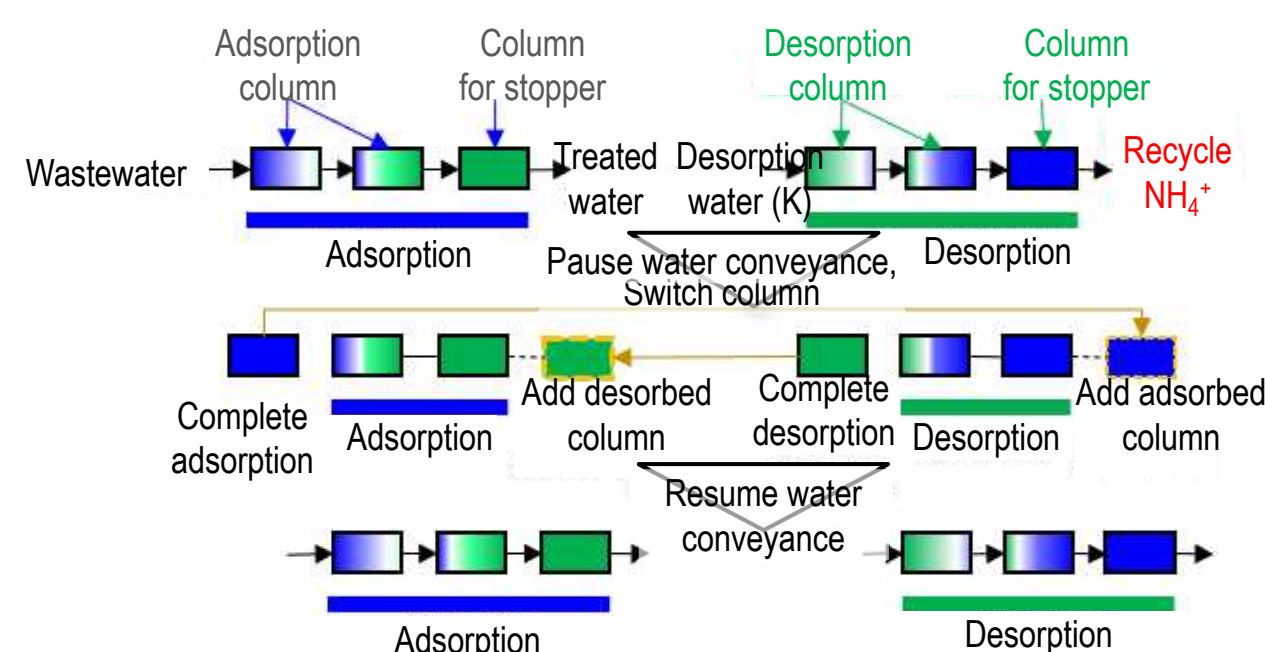 Adsorption
column
Column
for stopper
Desorption
column
Column
for stopper
Wastewater
Treated
water
Desorption
water (K)
Recycle
NH₄⁺
Adsorption
Desorption
Pause water conveyance,
Switch column
Complete
adsorption
Adsorption
Add desorbed
column
Complete
desorption
Desorption
Add adsorbed
column
Resume water
conveyance
Adsorption
Desorption